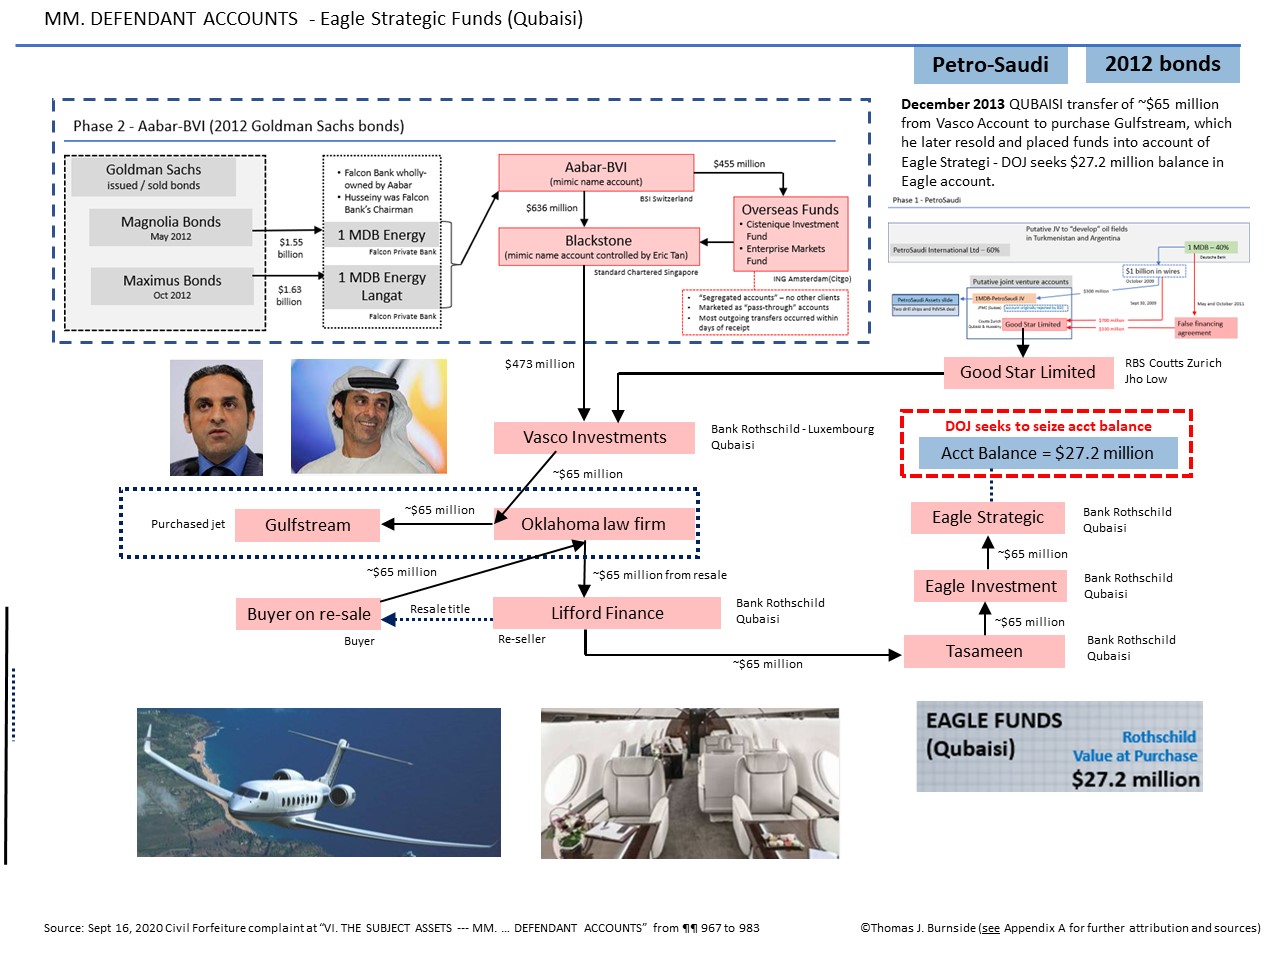 MM. DEFENDANT ACCOUNTS - Eagle Strategic Funds (Qubaisi)
Petro-Saudi
2012 bonds
December 2013 QUBAISI transfer of ~$65 million
from Vasco Account to purchase Gulfstream, which
he later resold and placed funds into account of
Eagle Strategi - DOJ seeks $27.2 million balance in
Eagle account.
Phase 2 - Aabar-BVI (2012 Goldman Sachs bonds)
Goldman Sachs
issued / sold bonds
Magnolia Bonds
May 2012
Maximus Bonds
Oct 2012
$1.55
billion
$1.63
billion
• Falcon Bank wholly-
owned by Aabar
• Husseiny was Falcon
Bank's Chairman
1 MDB Energy
Falcon Private Bank
1 MDB Energy
Langat
Falcon Private Bank
Aabar-BVI
(mimic name account)
BSI Switzerland
$455 million
$636 million
Blackstone
(mimic name account controlled by Eric Tan)
Standard Chartered Singapore
Overseas Funds
• Cistenique Investment
Fund
• Enterprise Markets
Fund
ING Amsterdam(Citgo)
• "Segregated accounts" – no other clients
• Marketed as "pass-through" accounts
• Most outgoing transfers occurred within
days of receipt
Phase 1 - PetroSaudi
Putative JV to "develop" oil fields
in Turkmenistan and Argentina
PetroSaudi International Ltd – 60%
1 MDB – 40%
Deutsche Bank
$1 billion in wires
October 2009
Putative joint venture accounts
1MDB-PetroSaudi JV
$300 million
Sept 30, 2009
May and October 2011
PetroSaudi Assets slide
Good Star Limited
$700 million
$330 million
False financing
agreement
$473 million
Good Star Limited
RBS Coutts Zurich
Jho Low
Vasco Investments
Bank Rothschild - Luxembourg
Qubaisi
~$65 million
DOJ seeks to seize acct balance
Acct Balance = $27.2 million
Purchased jet
Gulfstream
~$65 million
Oklahoma law firm
Eagle Strategic
Bank Rothschild
Qubaisi
~$65 million
~$65 million
~$65 million from resale
Eagle Investment
Bank Rothschild
Qubaisi
Buyer on re-sale
Resale title
Lifford Finance
Bank Rothschild
Qubaisi
~$65 million
Buyer
Re-seller
~$65 million
Tasameen
Bank Rothschild
Qubaisi
EAGLE FUNDS
(Qubaisi)
Rothschild
Value at Purchase
$27.2 million
Source: Sept 16, 2020 Civil Forfeiture complaint at "VI. THE SUBJECT ASSETS --- MM. ... DEFENDANT ACCOUNTS" from ¶¶ 967 to 983
©Thomas J. Burnside (see Appendix A for further attribution and sources)